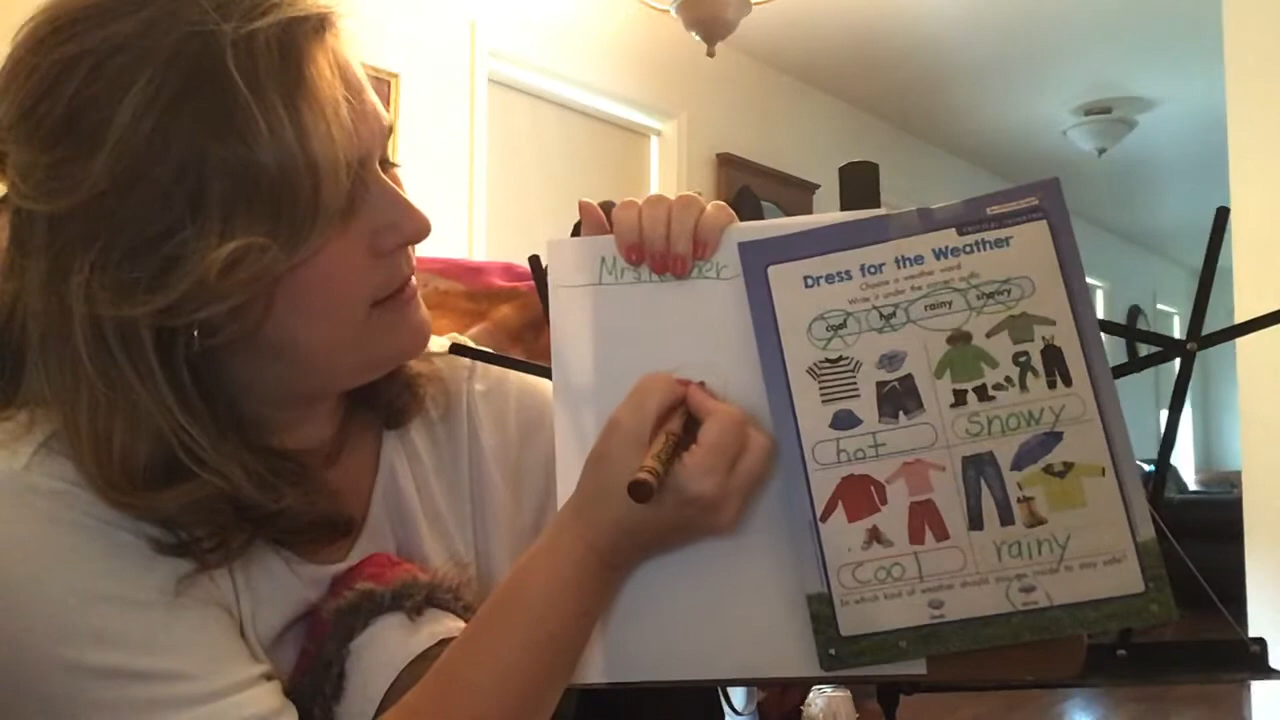 Mrs
Dress for the Weather
Choose a weather word.
Write it under the correct outfit.
cool hot rainy snowy
hot
snowy
cool
rainy
In which kind of weather should you go inside to stay safe?